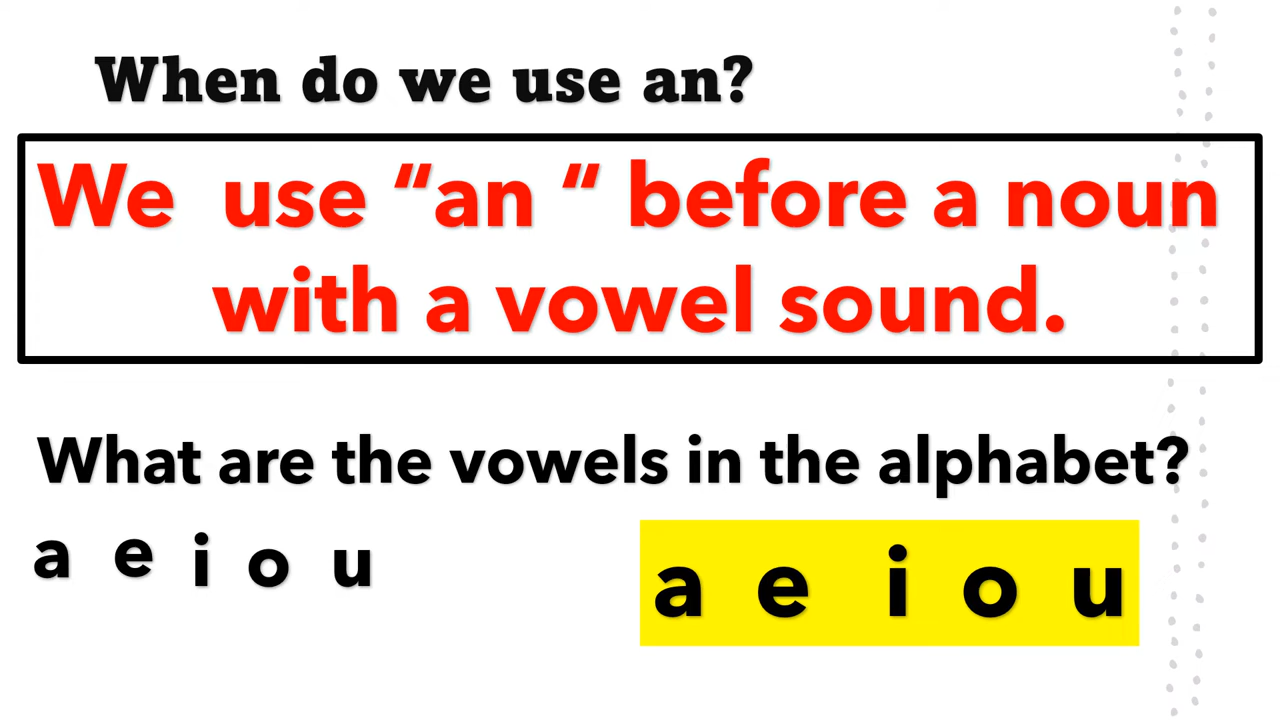 When do we use an?
We use “an “ before a noun
with a vowel sound.
What are the vowels in the alphabet?
a e i o u
a e i o u